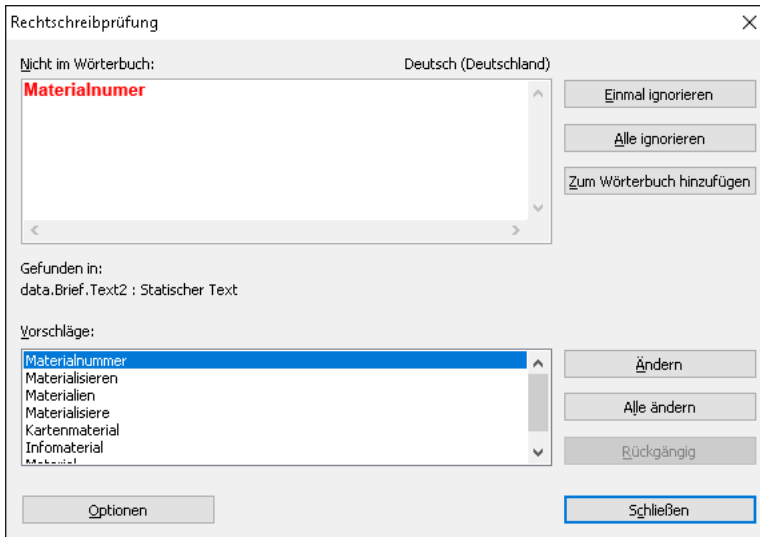 Rechtschreibprüfung
Nicht im Wörterbuch: Deutsch (Deutschland)
Materialnumer
Einmal ignorieren
Alle ignorieren
Zum Wörterbuch hinzufügen
Gefunden in:
data.Brief.Text2 : Statischer Text
Vorschläge:
Materialnummer
Materialisieren
Materialien
Materialisiere
Kartenmaterial
Infomaterial
Material
Ändern
Alle ändern
Rückgängig
Optionen
Schließen